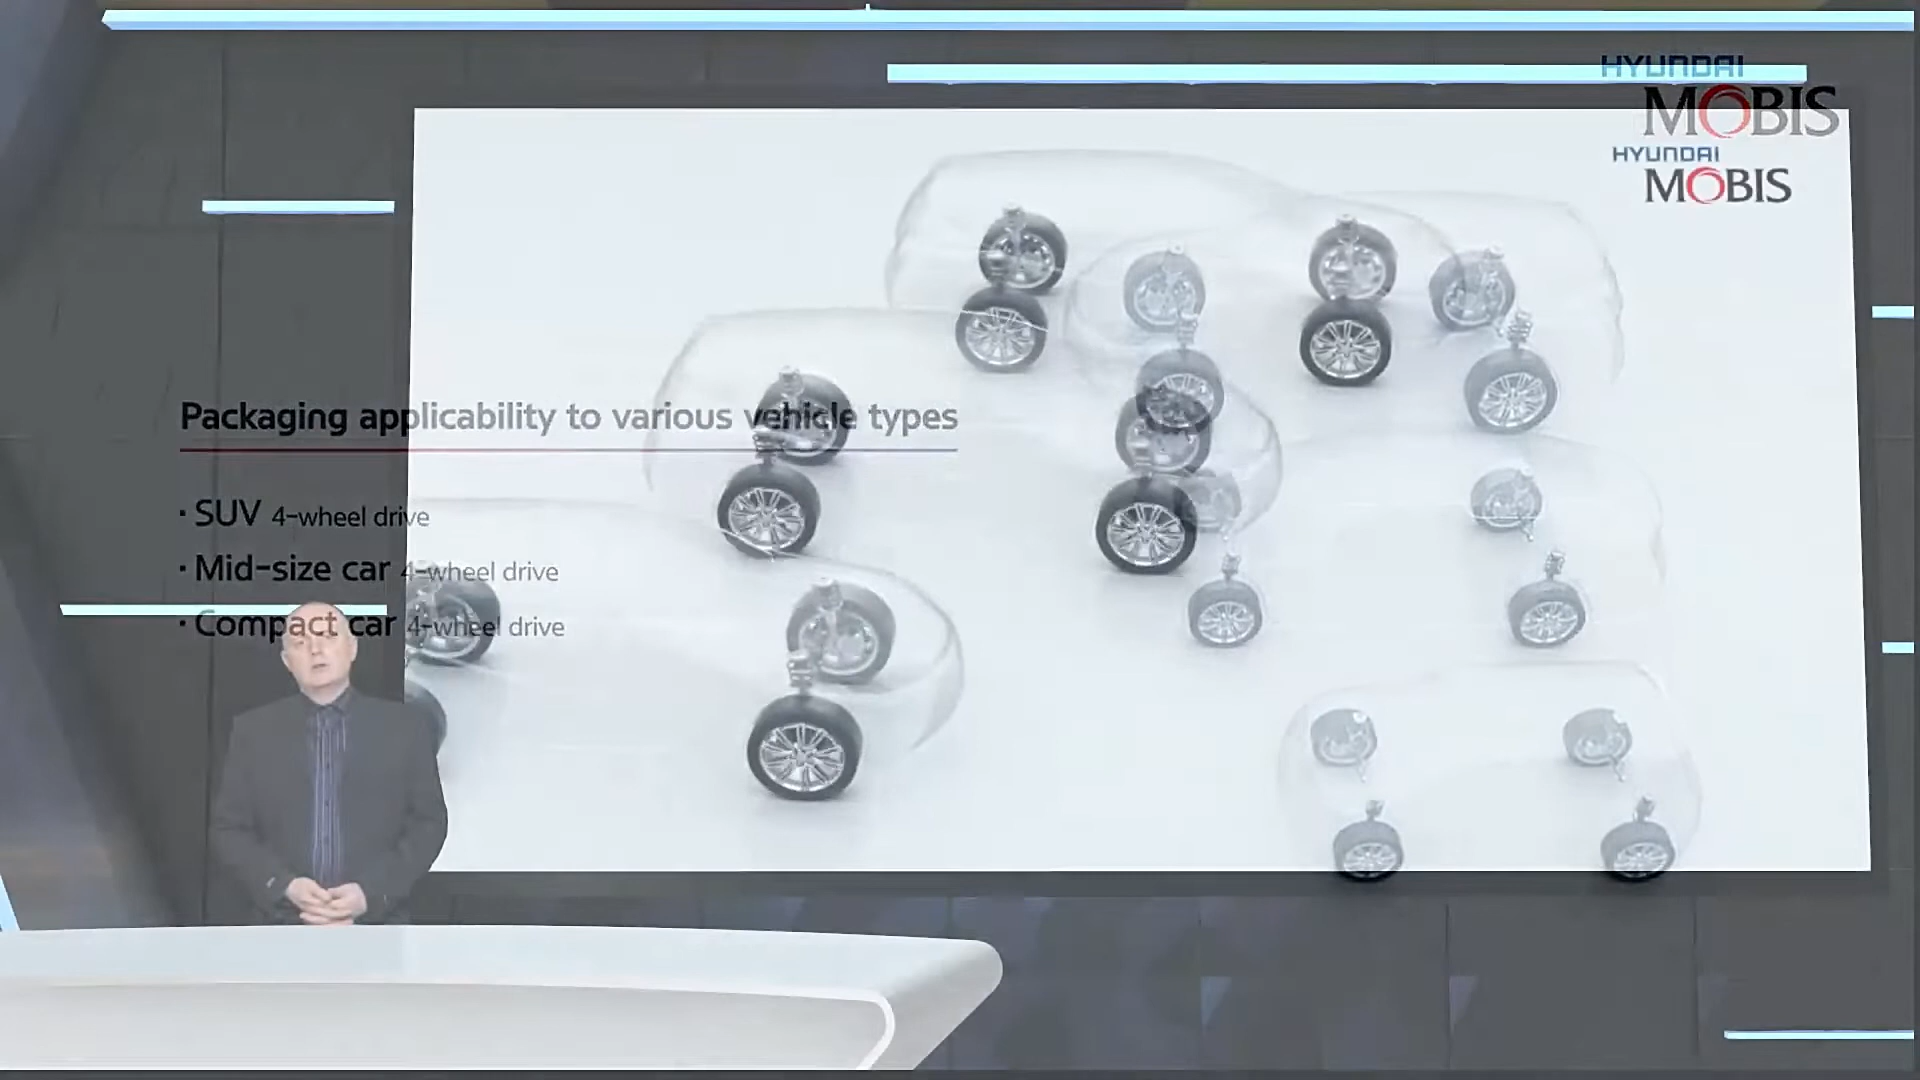 HYUNDAI
MOBIS
HYUNDAI
MOBIS
Packaging applicability to various vehicle types
· SUV 4-wheel drive
· Mid-size car 4-wheel drive
· Compact car 4-wheel drive